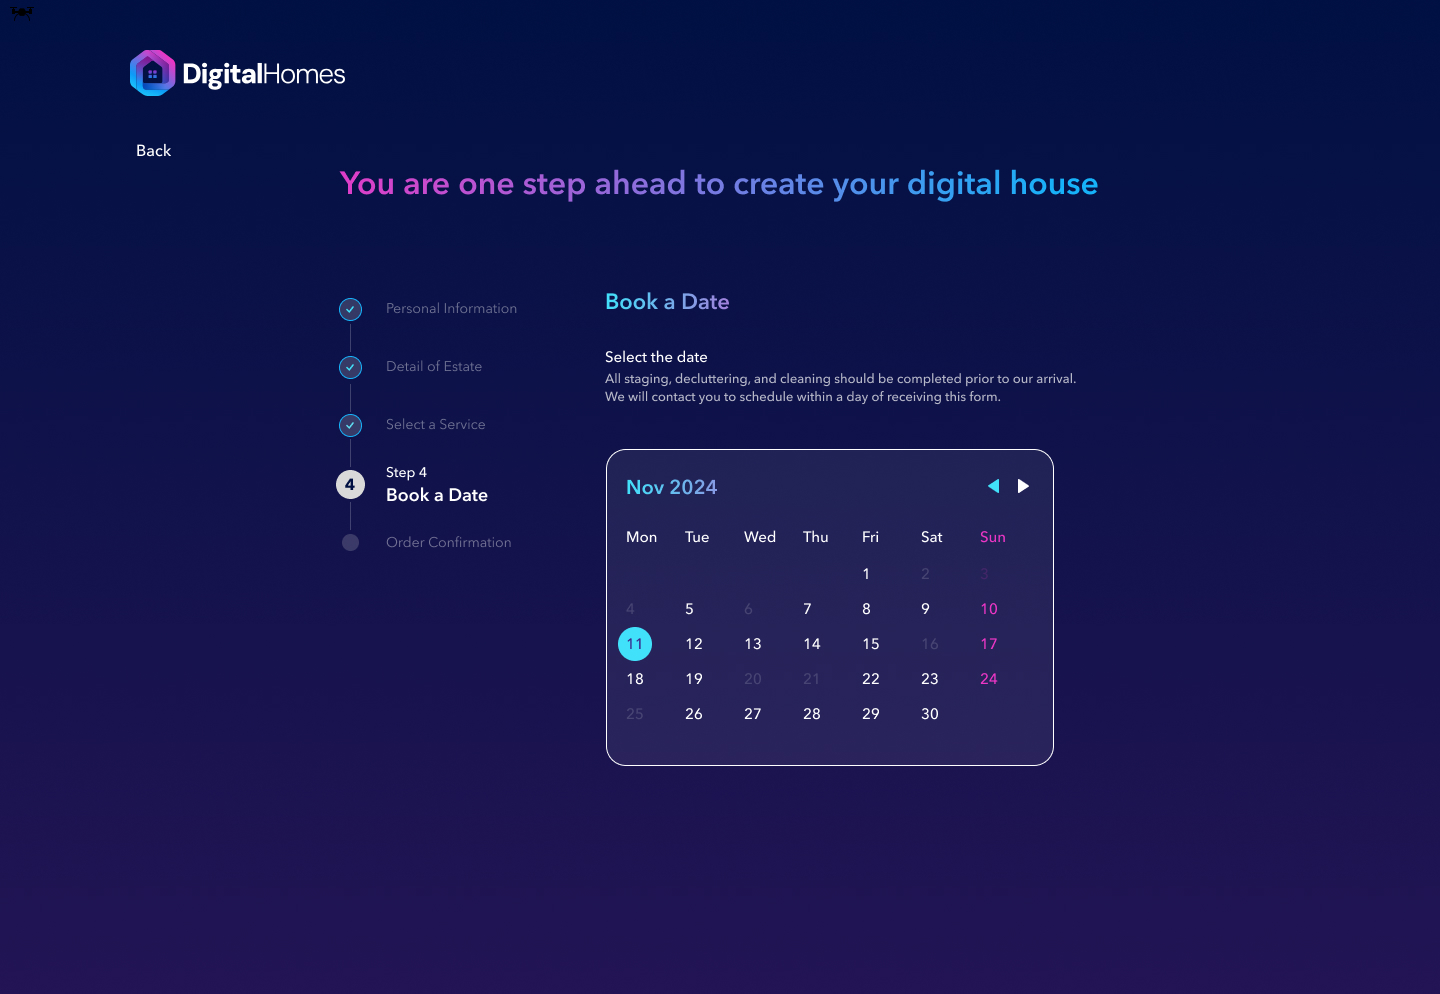 DigitalHomes
Back
You are one step ahead to create your digital house
Personal Information
Detail of Estate
Select a Service
4
Step 4
Book a Date
Order Confirmation
Book a Date
Select the date
All staging, decluttering, and cleaning should be completed prior to our arrival.
We will contact you to schedule within a day of receiving this form.
Nov 2024
Mon Tue Wed Thu Fri Sat Sun
1 2 3
4 5 6 7 8 9 10
11 12 13 14 15 16 17
18 19 20 21 22 23 24
25 26 27 28 29 30